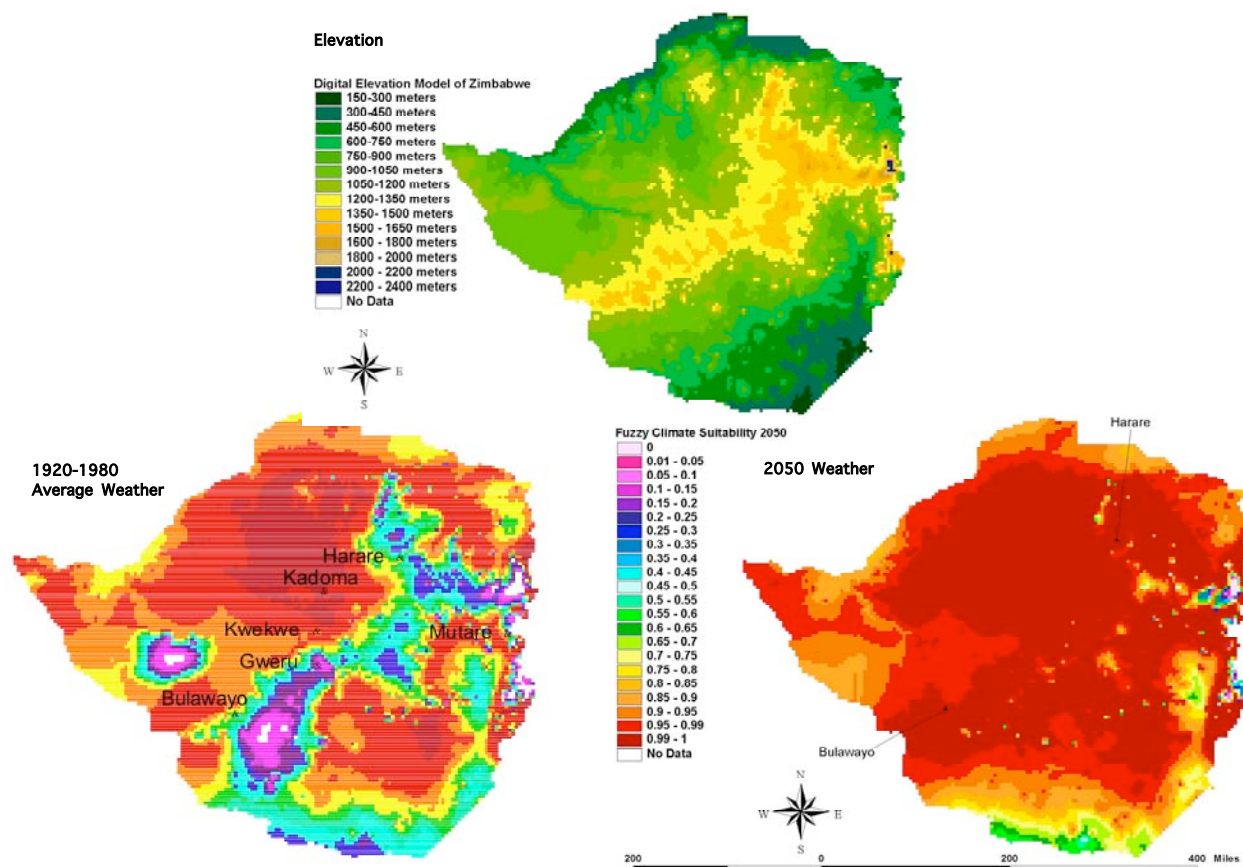 Elevation
Digital Elevation Model of Zimbabwe
150-300 meters
300-450 meters
450-600 meters
600-750 meters
750-900 meters
900-1050 meters
1050-1200 meters
1200-1350 meters
1350- 1500 meters
1500 - 1650 meters
1600 - 1800 meters
1800 - 2000 meters
2000 - 2200 meters
2200 - 2400 meters
No Data
N
W E
S
1920-1980
Average Weather
Harare
Kadoma
Kwekwe
Mutare
Gweru
Bulawayo
Fuzzy Climate Suitability 2050
0
0.01 - 0.05
0.05 - 0.1
0.1 - 0.15
0.15 - 0.2
0.2 - 0.25
0.25 - 0.3
0.3 - 0.35
0.35 - 0.4
0.4 - 0.45
0.45 - 0.5
0.5 - 0.55
0.55 - 0.6
0.6 - 0.65
0.65 - 0.7
0.7 - 0.75
0.75 - 0.8
0.8 - 0.85
0.85 - 0.9
0.9 - 0.95
0.95 - 0.99
0.99 - 1
No Data
2050 Weather
Harare
Bulawayo
N
W E
S
200 0 200 400 Miles